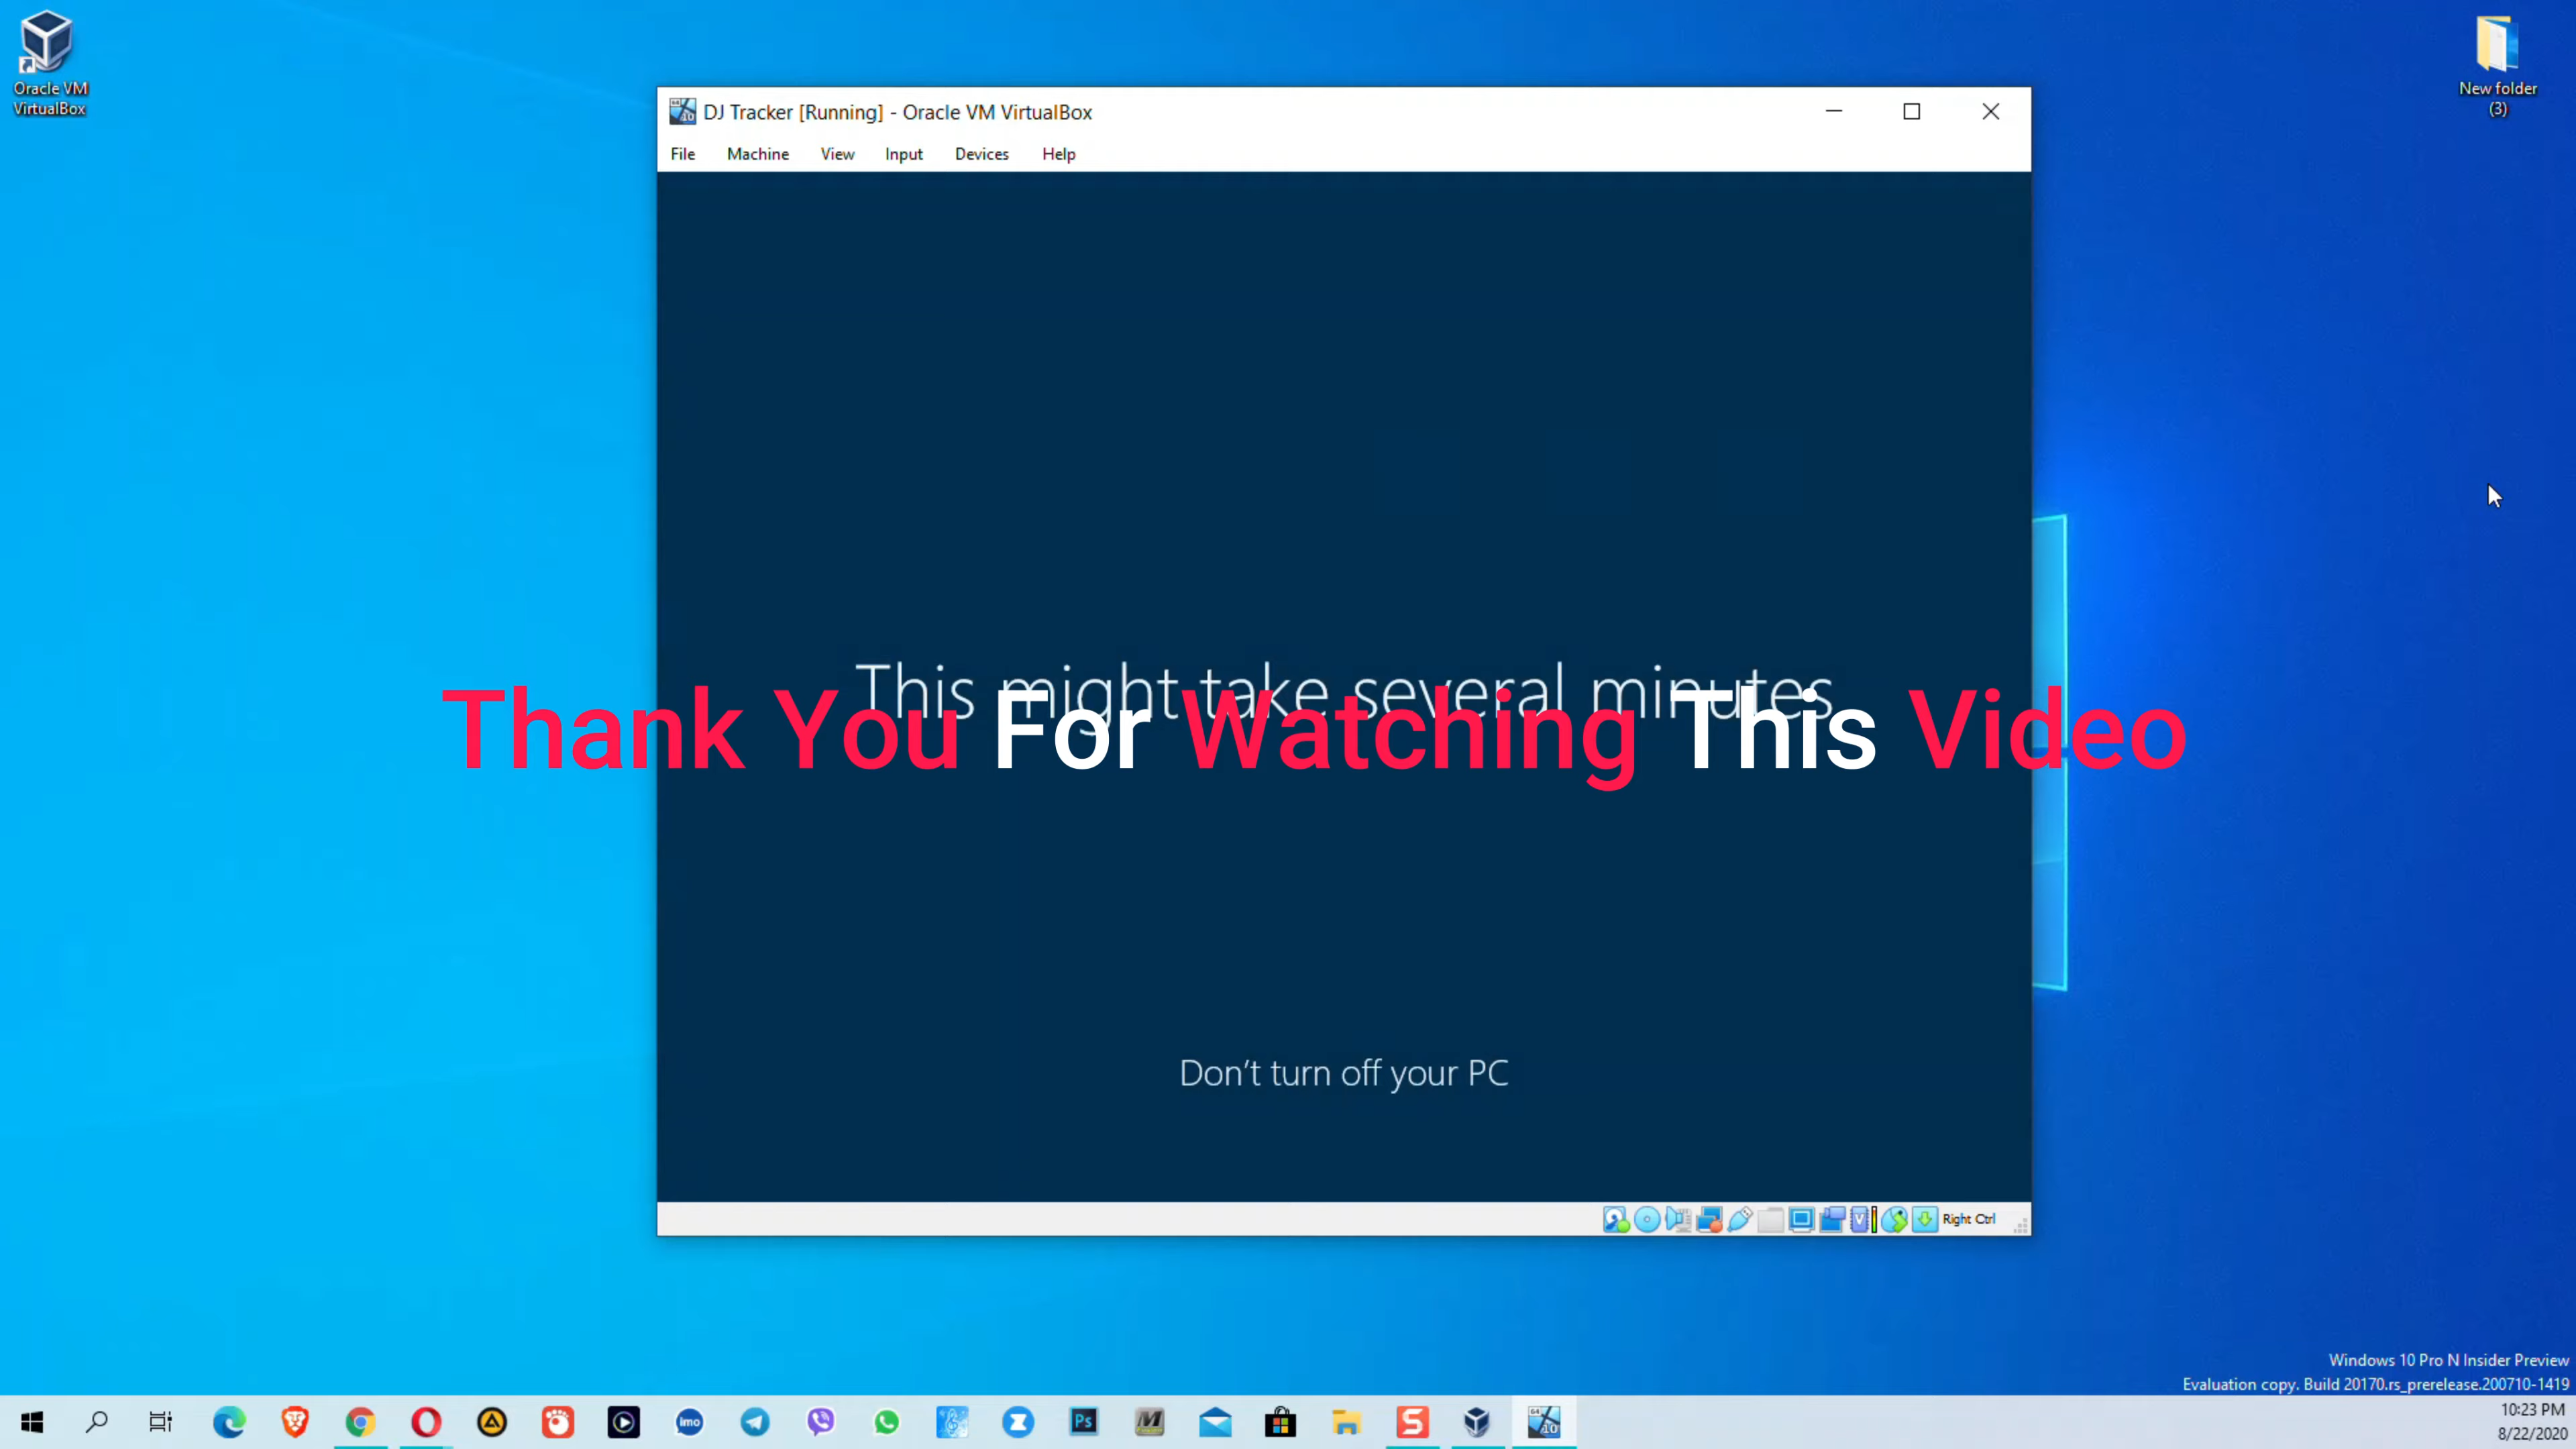 Oracle VM
VirtualBox
New folder
(3)
DJ Tracker [Running] - Oracle VM VirtualBox
File Machine View Input Devices Help
This might take several minutes
Thank You For Watching This Video
Don't turn off your PC
Right Ctrl
Windows 10 Pro N Insider Preview
Evaluation copy. Build 20170.rs_prerelease.200710-1419
imo
Ps
10:23 PM
8/22/2020